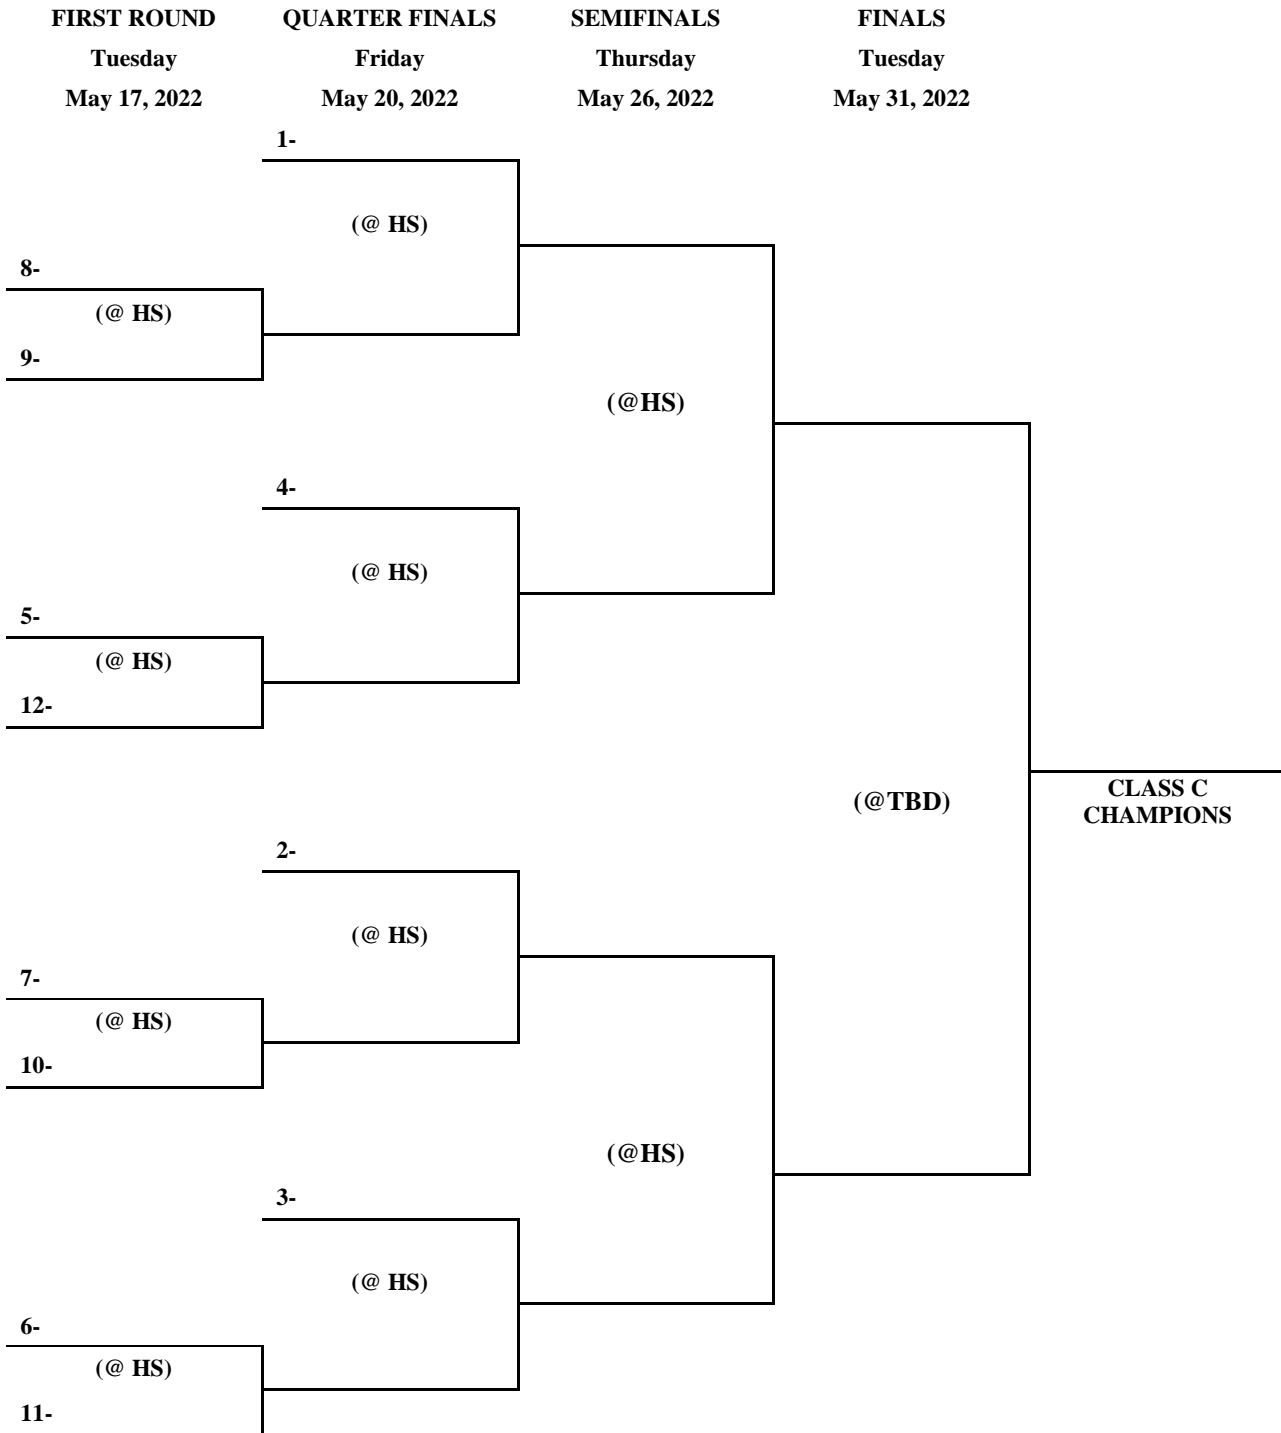 FIRST ROUND QUARTER FINALS SEMIFINALS FINALS
Tuesday Friday Thursday Tuesday
May 17, 2022 May 20, 2022 May 26, 2022 May 31, 2022
1-
(@ HS)
8-
(@ HS)
9-
(@HS)
4-
(@ HS)
5-
(@ HS)
12-
(@TBD)
CLASS C
CHAMPIONS
2-
(@ HS)
7-
(@ HS)
10-
(@HS)
3-
(@ HS)
6-
(@ HS)
11-